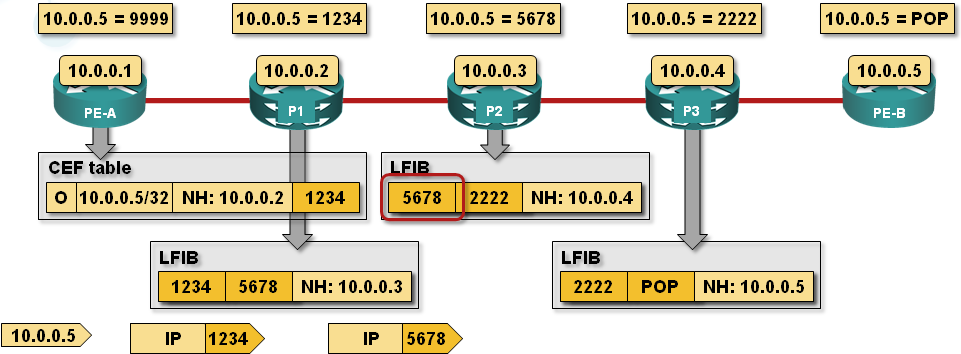 10.0.0.5 = 9999
10.0.0.5 = 1234
10.0.0.5 = 5678
10.0.0.5 = 2222
10.0.0.5 = POP
10.0.0.1
10.0.0.2
10.0.0.3
10.0.0.4
10.0.0.5
PE-A
P1
P2
P3
PE-B
CEF table
O 10.0.0.5/32 NH: 10.0.0.2 1234
LFIB
5678 2222 NH: 10.0.0.4
LFIB
1234 5678 NH: 10.0.0.3
LFIB
2222 POP NH: 10.0.0.5
10.0.0.5
IP 1234
IP 5678